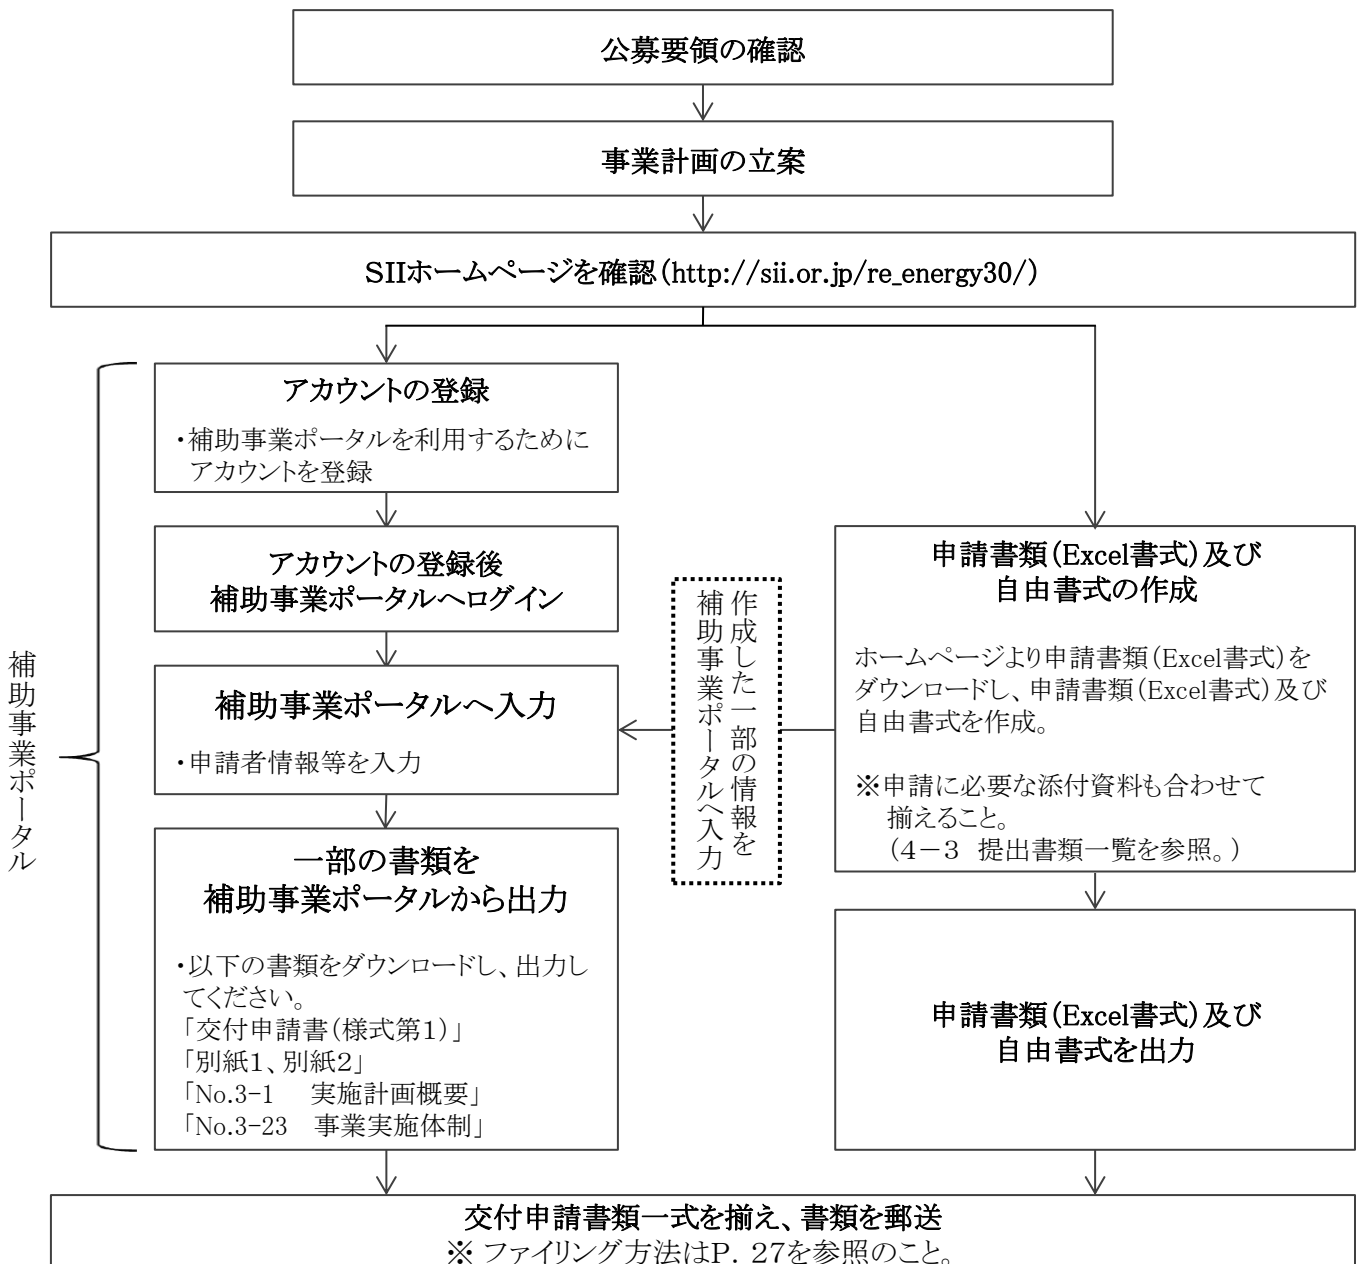 公募要領の確認
事業計画の立案
SIIホームページを確認(http://sii.or.jp/re_energy30/)
補助事業ポータル
アカウントの登録
・補助事業ポータルを利用するために
アカウントを登録
アカウントの登録後
補助事業ポータルへログイン
補助事業ポータルへ入力
・申請者情報等を入力
一部の書類を
補助事業ポータルから出力
・以下の書類をダウンロードし、出力し
てください。
「交付申請書(様式第1)」
「別紙1、別紙2」
「No.3-1 実施計画概要」
「No.3-23 事業実施体制」
作成した一部の情報を
補助事業ポータルへ入力
申請書類(Excel書式)及び
自由書式の作成
ホームページより申請書類(Excel書式)を
ダウンロードし、申請書類(Excel書式)及び
自由書式を作成。
※申請に必要な添付資料も合わせて
揃えること。
(4-3 提出書類一覧を参照。)
申請書類(Excel書式)及び
自由書式を出力
交付申請書類一式を揃え、書類を郵送
※ ファイリング方法はP. 27を参照のこと。